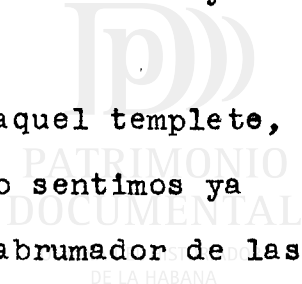 aquel templete,
PATRIMONIO
o sentimos ya
DOCUMENTAL
abrumador de las
DE LA HABANA